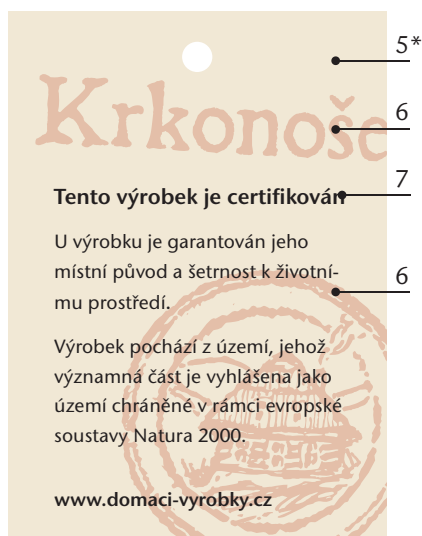 5*
Krkonoše
6
Tento výrobek je certifikován
7
U výrobku je garantován jeho
místní původ a šetrnost k životní-
6
mu prostředí.
Výrobek pochází z území, jehož
významná část je vyhlášena jako
území chráněné v rámci evropské
soustavy Natura 2000.
www.domaci-vyrobky.cz